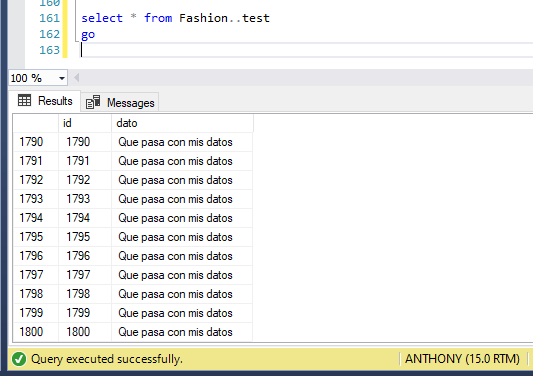 160
161 select * from Fashion..test
162 go
163
100 %
Results Messages
id dato
1790 1790 Que pasa con mis datos
1791 1791 Que pasa con mis datos
1792 1792 Que pasa con mis datos
1793 1793 Que pasa con mis datos
1794 1794 Que pasa con mis datos
1795 1795 Que pasa con mis datos
1796 1796 Que pasa con mis datos
1797 1797 Que pasa con mis datos
1798 1798 Que pasa con mis datos
1799 1799 Que pasa con mis datos
1800 1800 Que pasa con mis datos
Query executed successfully. ANTHONY (15.0 RTM)